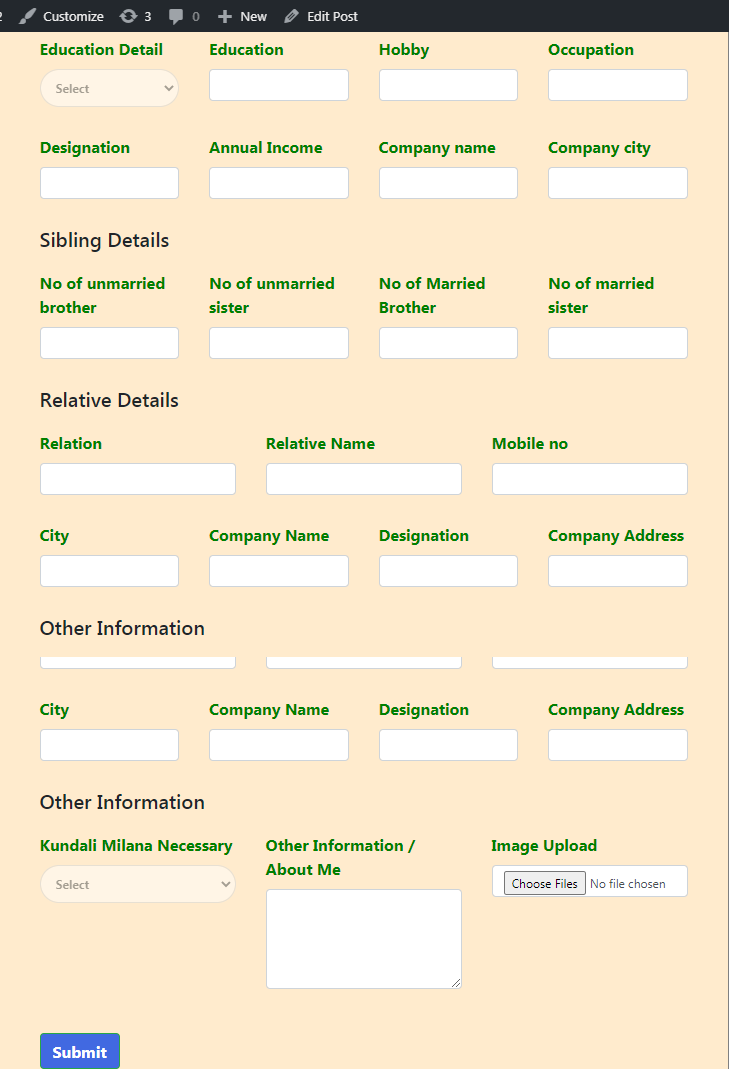 2 Customize 3 0 New Edit Post
Education Detail Education Hobby Occupation
Select
Designation Annual Income Company name Company city
Sibling Details
No of unmarried No of unmarried No of Married No of married
brother sister Brother sister
Relative Details
Relation Relative Name Mobile no
City Company Name Designation Company Address
Other Information
City Company Name Designation Company Address
Other Information
Kundali Milana Necessary Other Information / Image Upload
About Me
Select Choose Files No file chosen
Submit